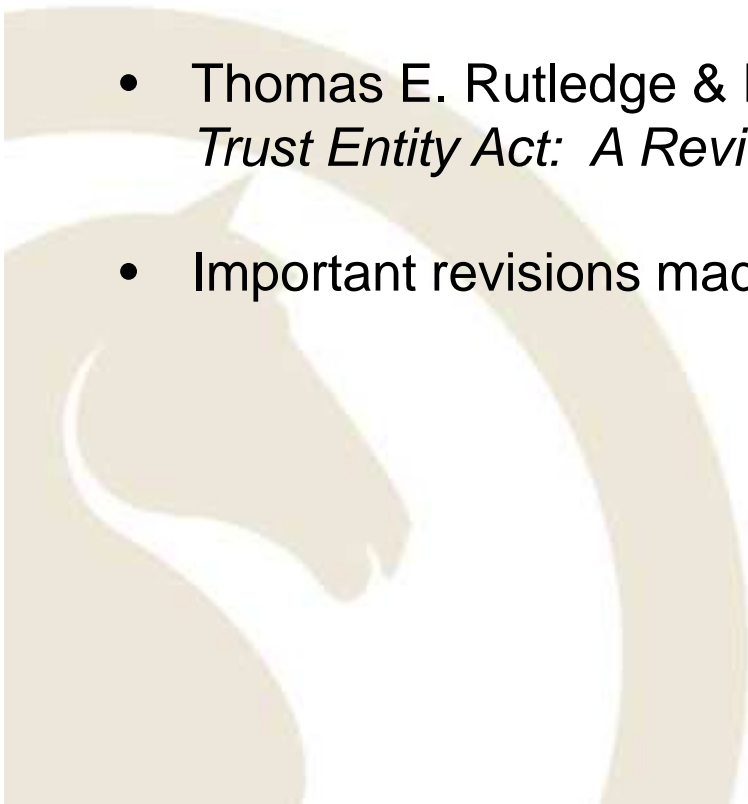 • Thomas E. Rutledge &
Trust Entity Act: A Revi
• Important revisions mad